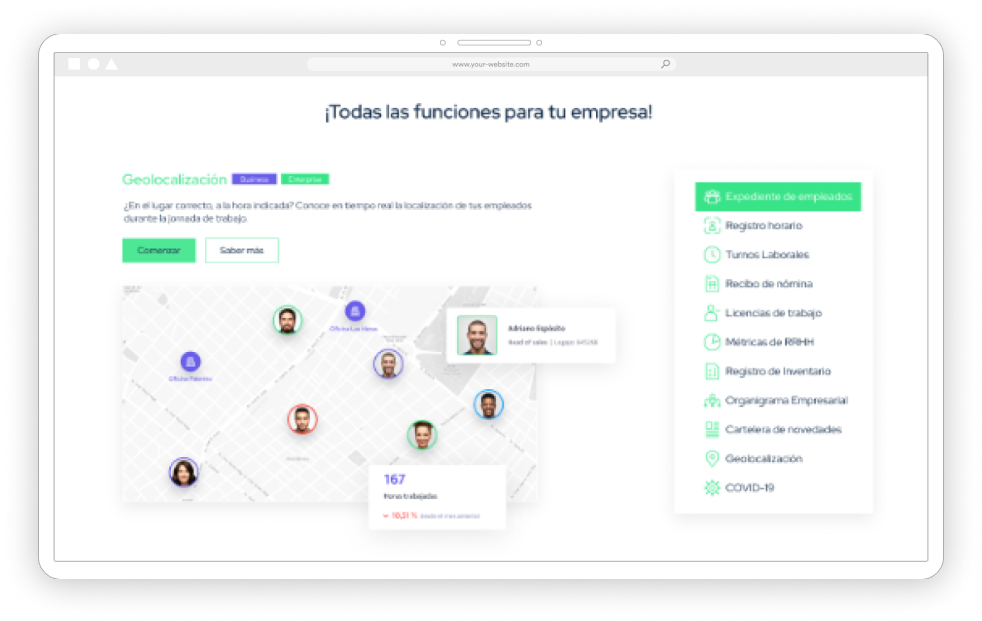 www.your-website.com
¡Todas las funciones para tu empresa!
Geolocalización Business Enterprise
¿En el lugar correcto, a la hora indicada? Conoce en tiempo real la localización de tus empleados
durante la jornada de trabajo.
Comenzar Saber más
Oficina Las Heras
Oficina Palermo
Adriano Espósito
Head of sales | Legajo
167
Horas trabajadas
10,51 % desde el mes anterior
Expediente de empleados
Registro horario
Turnos Laborales
Recibo de nómina
Licencias de trabajo
Métricas de RRHH
Registro de Inventario
Organigrama Empresarial
Cartelera de novedades
Geolocalización
COVID-19